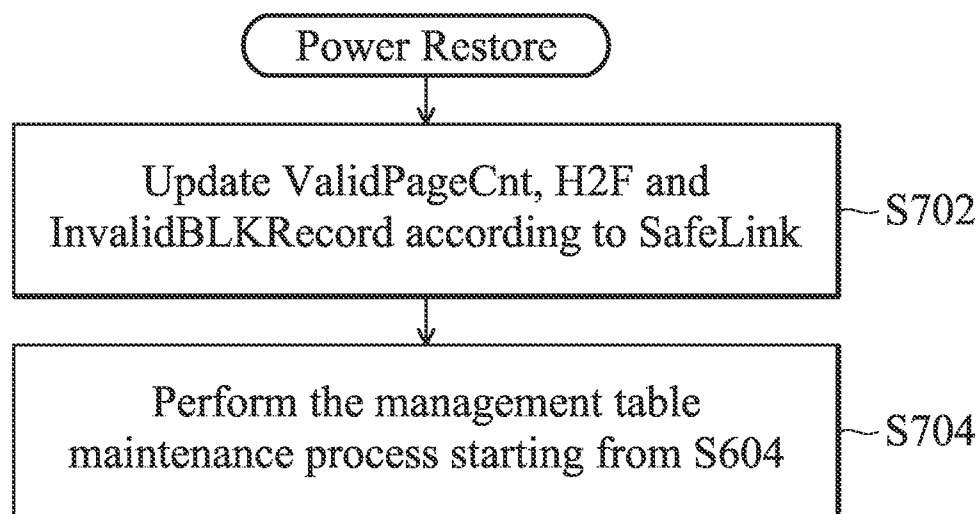 Power Restore
Update ValidPageCnt, H2F and
InvalidBLKRecord according to SafeLink
S702
Perform the management table
maintenance process starting from S604
S704